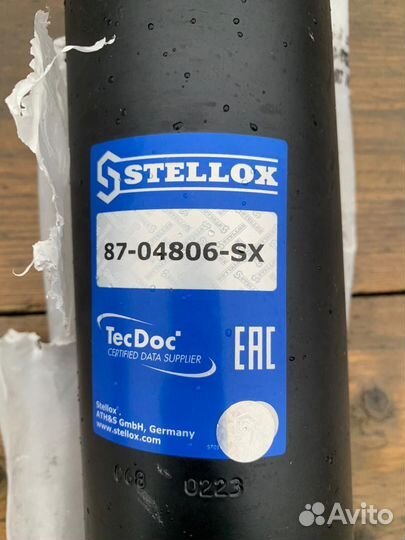 STELLOX
87-04806-SX
TecDoc
CERTIFIED DATA SUPPLIER
EAC
Stellox®,
ATH&S GmbH, Germany
www.stellox.com
0223
Avito